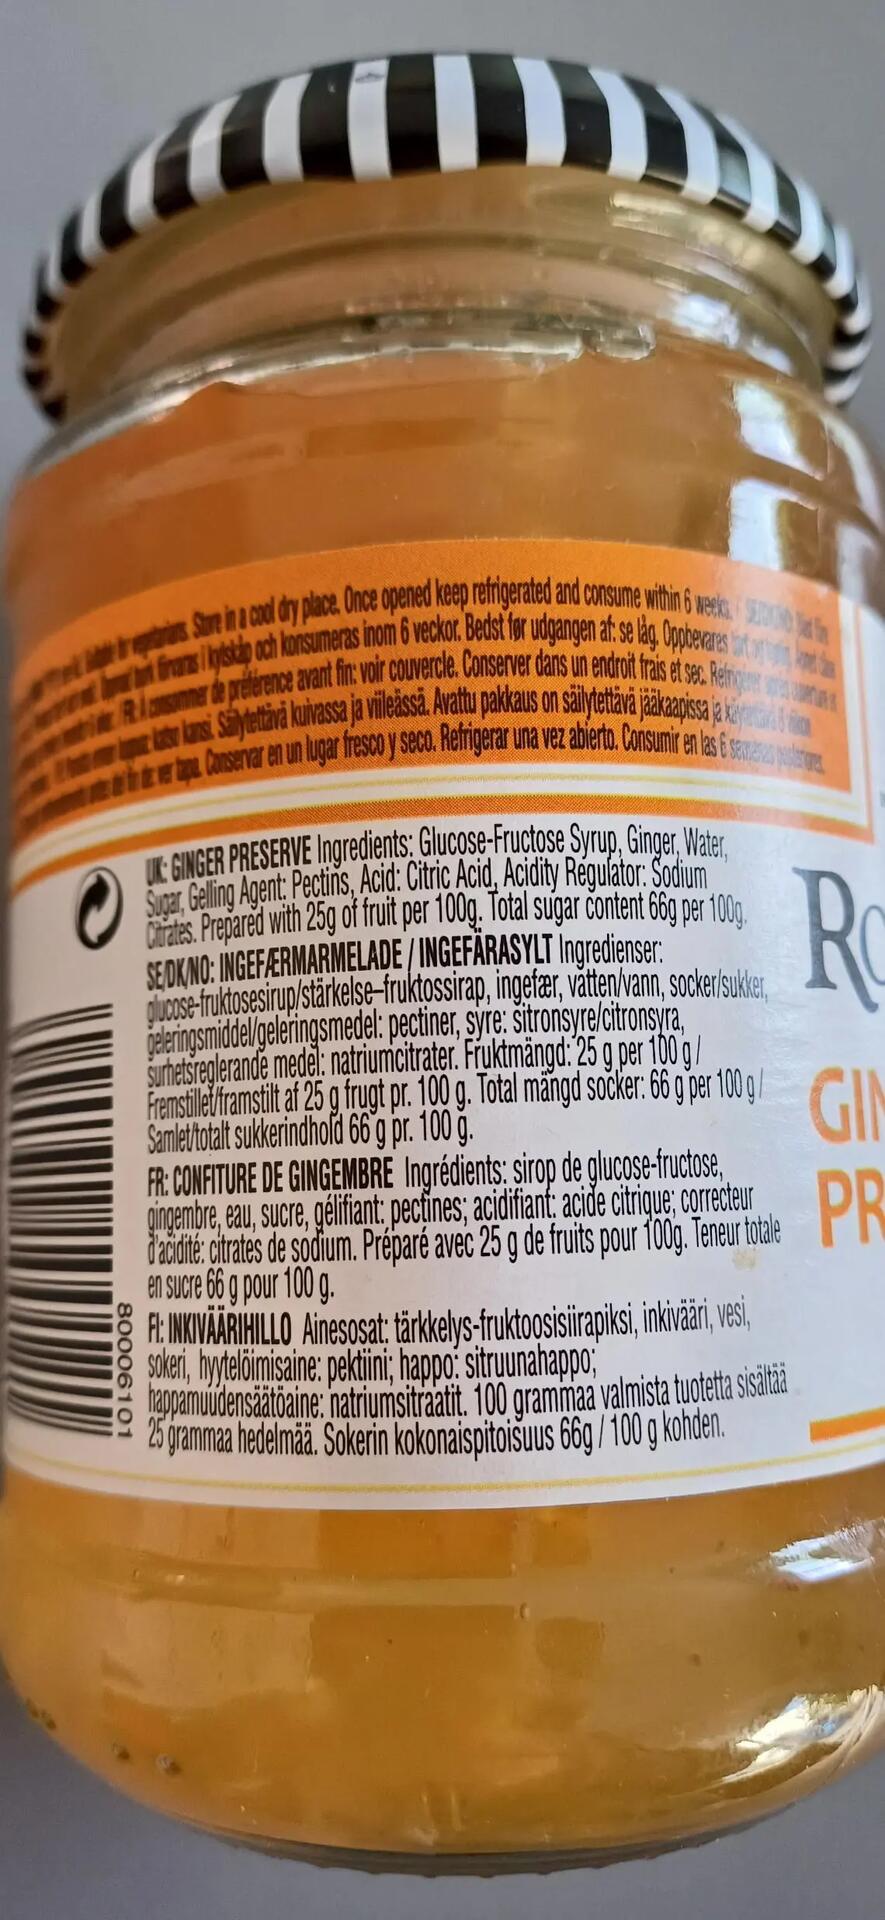 Suitable for vegetarians. Store in a cool dry place. Once opened keep refrigerated and consume within 6 weeks. / SE/DK/NO:
i kylskåp och konsumeras inom 6 veckor. Bedst før udgangen af: se låg. Oppbevares
FR: À consommer de préférence avant fin: voir couvercle. Conserver dans un endroit frais et sec.
katso kansi. Säilytettävä kuivassa ja viileässä. Avattu pakkaus on säilytettävä jääkaapissa ja
ver tapa. Conservar en un lugar fresco y seco. Refrigerar una vez abierto. Consumir en las 6
UK: GINGER PRESERVE Ingredients: Glucose-Fructose Syrup, Ginger, Water,
Sugar, Gelling Agent: Pectins, Acid: Citric Acid, Acidity Regulator: Sodium
Citrates. Prepared with 25g of fruit per 100g. Total sugar content 66g per 100g.
SE/DK/NO: INGEFÆRMARMELADE / INGEFÄRASYLT Ingredienser:
glucose-fruktosesirup/stärkelse-fruktossirap, ingefær, vatten/vann, socker/sukker,
geleringsmiddel/geleringsmedel: pectiner, syre: sitronsyre/citronsyra,
surhetsreglerande medel: natriumcitrater. Fruktmängd: 25 g per 100 g /
Fremstillet/framstilt af 25 g frugt pr. 100 g. Total mängd socker: 66 g per 100 g /
Samlet/totalt sukkerindhold 66 g pr. 100 g.
FR: CONFITURE DE GINGEMBRE Ingrédients: sirop de glucose-fructose,
gingembre, eau, sucre, gélifiant: pectines; acidifiant: acide citrique; correcteur
d'acidité: citrates de sodium. Préparé avec 25 g de fruits pour 100g. Teneur totale
en sucre 66 g pour 100 g.
FI: INKIVÄÄRIHILLO Ainesosat: tärkkelys-fruktoosisiirapiksi, inkivääri, vesi,
sokeri, hyytelöimisaine: pektiini; happo: sitruunahappo;
happamuudensäätöaine: natriumsitraatit. 100 grammaa valmista tuotetta sisältää
25 grammaa hedelmää. Sokerin kokonaispitoisuus 66g / 100 g kohden.
80006101
Ro
GIN
PR